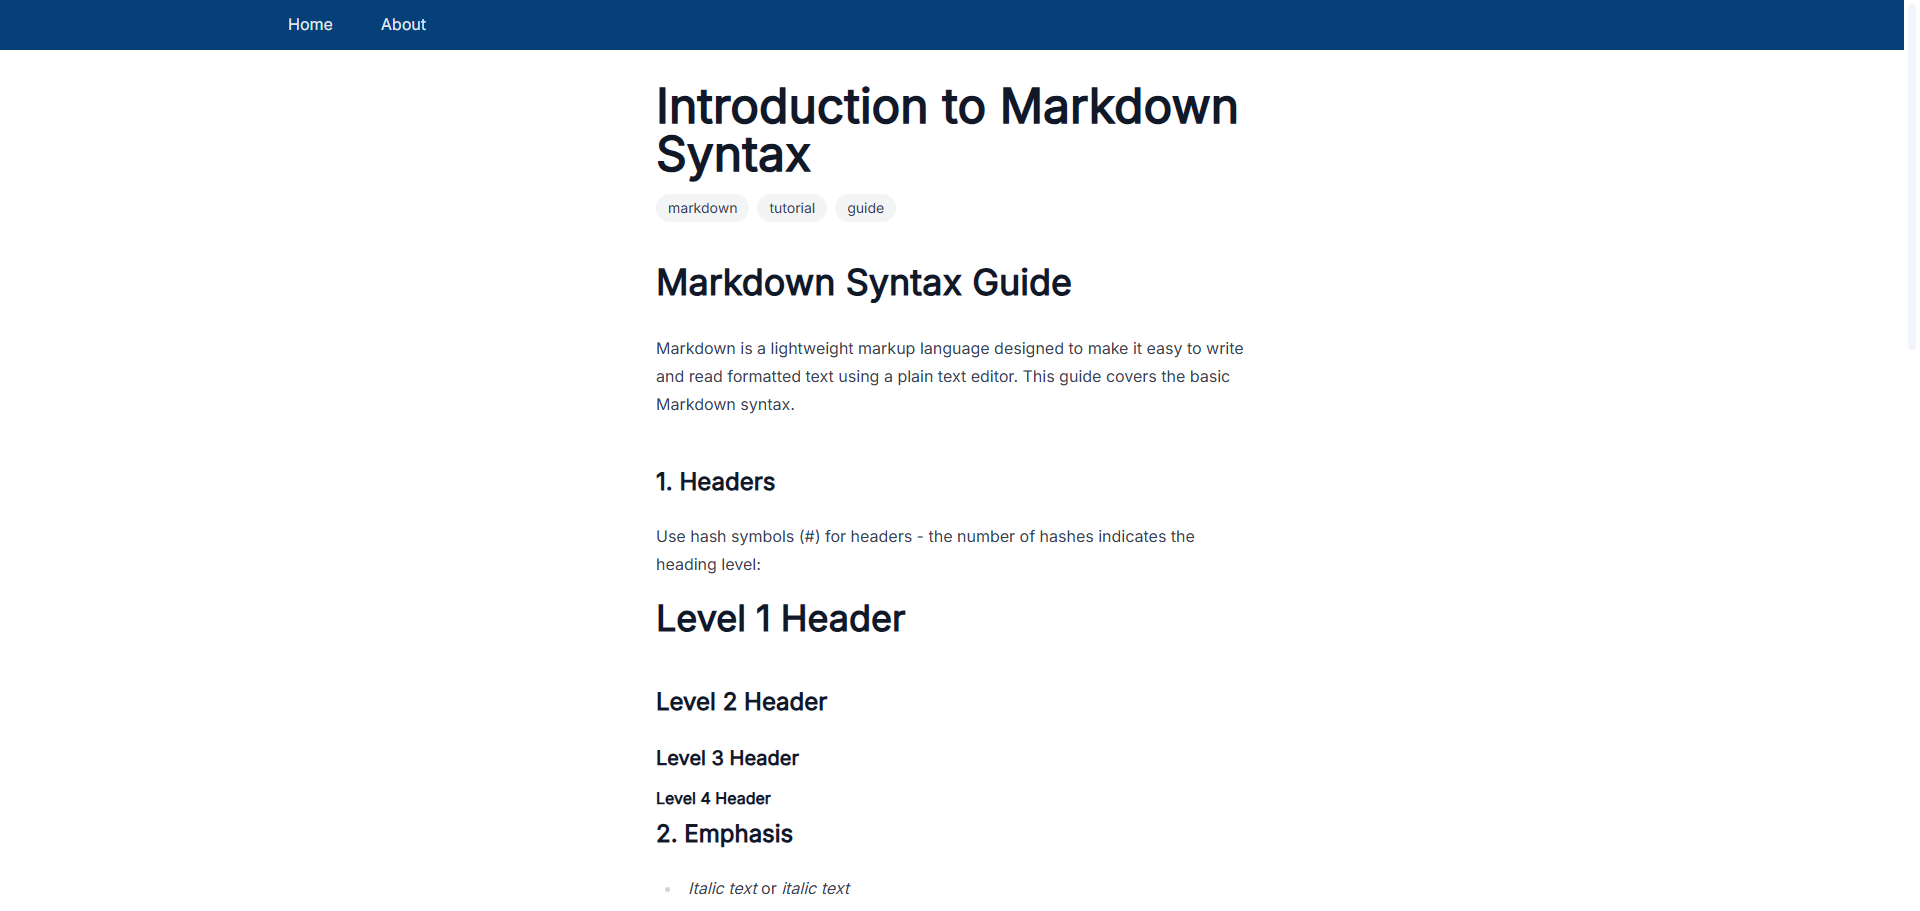 Home About
Introduction to Markdown
Syntax
markdown tutorial guide
Markdown Syntax Guide
Markdown is a lightweight markup language designed to make it easy to write
and read formatted text using a plain text editor. This guide covers the basic
Markdown syntax.
1. Headers
Use hash symbols (#) for headers - the number of hashes indicates the
heading level:
Level 1 Header
Level 2 Header
Level 3 Header
Level 4 Header
2. Emphasis
Italic text or italic text